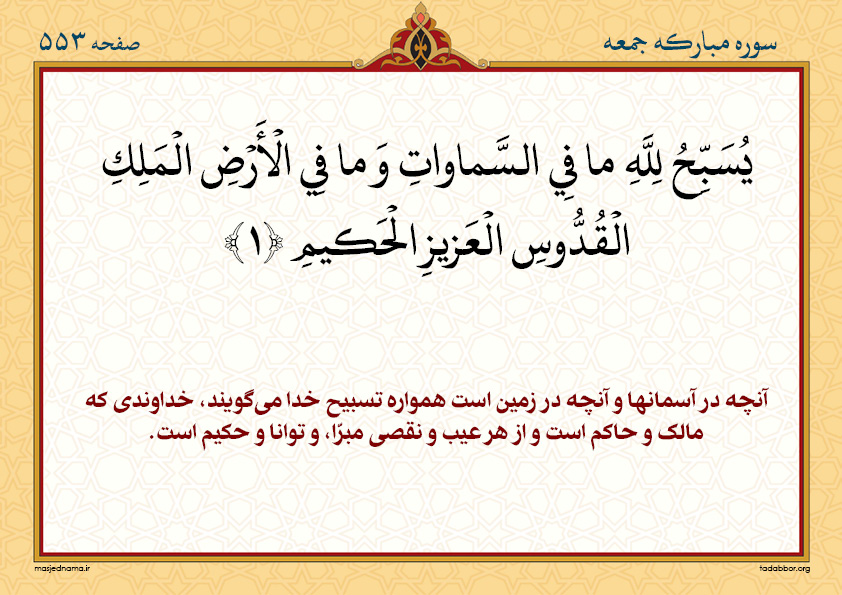 سوره مبارکه جمعه
صفحه ۵۵۳
يُسَبِّحُ لِلَّهِ ما فِي السَّماواتِ وَ ما فِي الْأَرْضِ الْمَلِكِ
الْقُدُّوسِ الْعَزيزِ الْحَكيمِ ﴿۱﴾
آنچه در آسمانها و آنچه در زمین است همواره تسبیح خدا می‌گویند، خداوندی که
مالک و حاکم است و از هر عیب و نقصی مبرّا، و توانا و حکیم است.
masjednama.ir
tadabbor.org